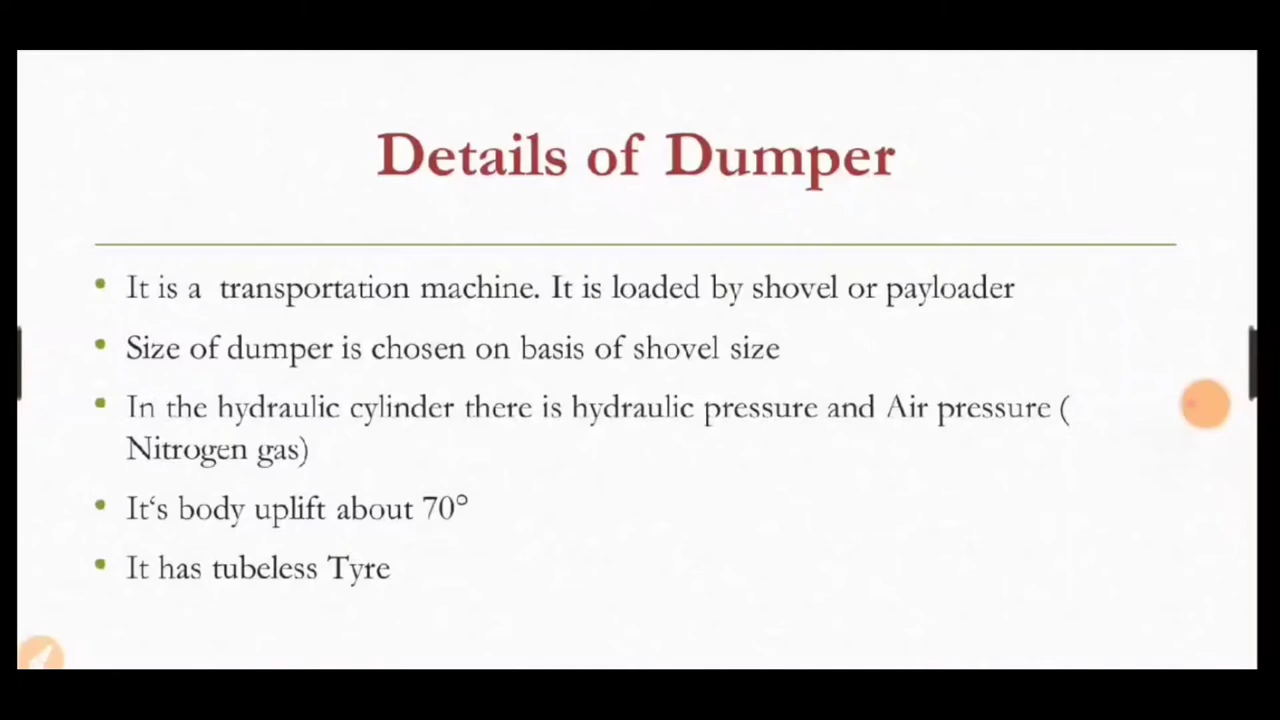 Details of Dumper
• It is a transportation machine. It is loaded by shovel or payloader
• Size of dumper is chosen on basis of shovel size
• In the hydraulic cylinder there is hydraulic pressure and Air pressure (
Nitrogen gas)
• It‘s body uplift about 70°
• It has tubeless Tyre